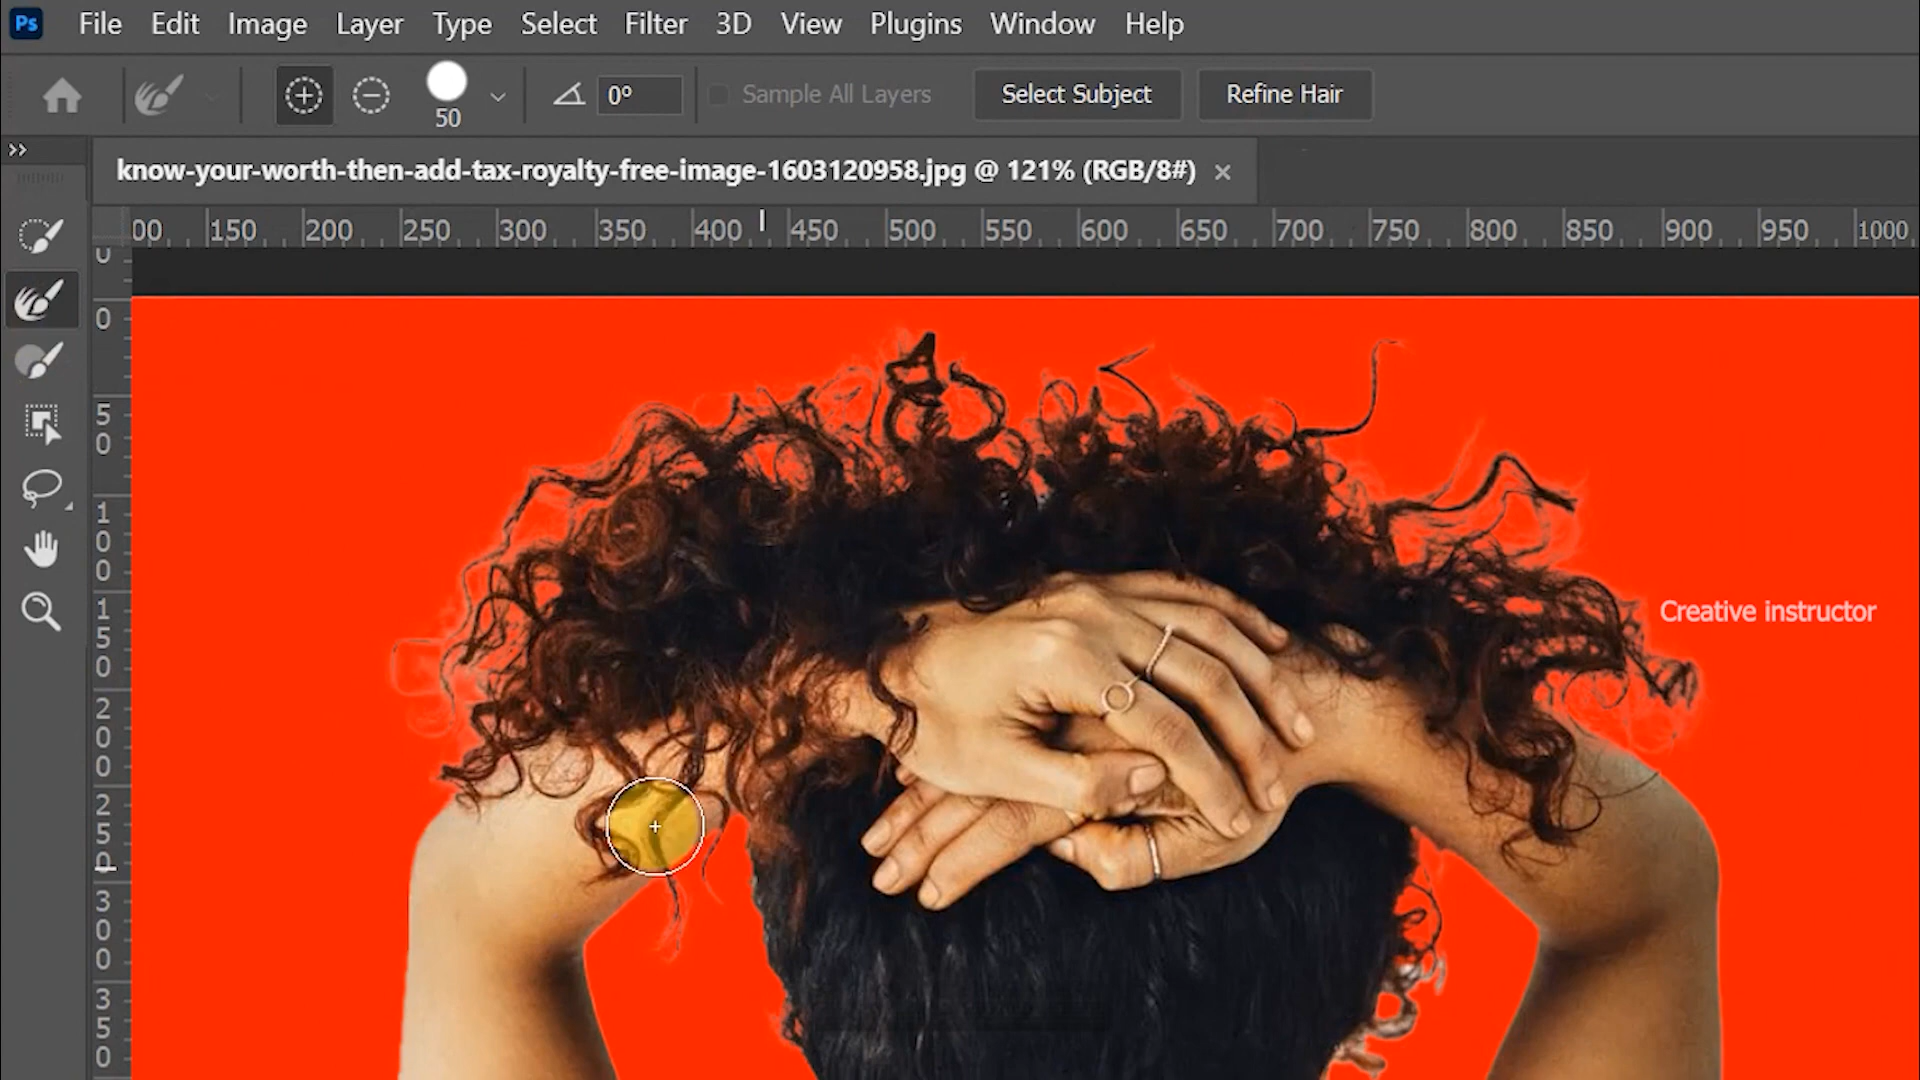 Ps File Edit Image Layer Type Select Filter 3D View Plugins Window Help
50 0° Sample All Layers Select Subject Refine Hair
know-your-worth-then-add-tax-royalty-free-image-1603120958.jpg @ 121% (RGB/8#) ×
00 150 200 250 300 350 400 450 500 550 600 650 700 750 800 850 900 950 1000
0
0
50
100
150
200
250
300
350
Creative instructor